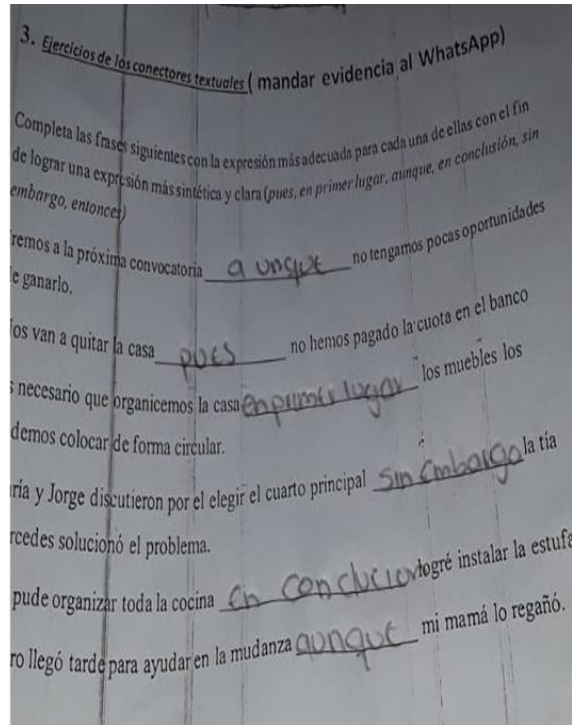 3. Ejercicios de los conectores textuales ( mandar evidencia al WhatsApp)
Completa las frases siguientes con la expresión más adecuada para cada una de ellas con el fin
de lograr una expresión más sintética y clara (pues, en primer lugar, aunque, en conclusión, sin
embargo, entonces)
remos a la próxima convocatoria aunque no tengamos pocas oportunidades
e ganarlo.
los van a quitar la casa pues no hemos pagado la cuota en el banco
s necesario que organicemos la casa en primer lugar los muebles los
demos colocar de forma circular.
ría y Jorge discutieron por el elegir el cuarto principal sin embargo la tía
rcedes solucionó el problema.
pude organizar toda la cocina en conclucion logré instalar la estufa
ro llegó tarde para ayudar en la mudanza aunque mi mamá lo regañó.